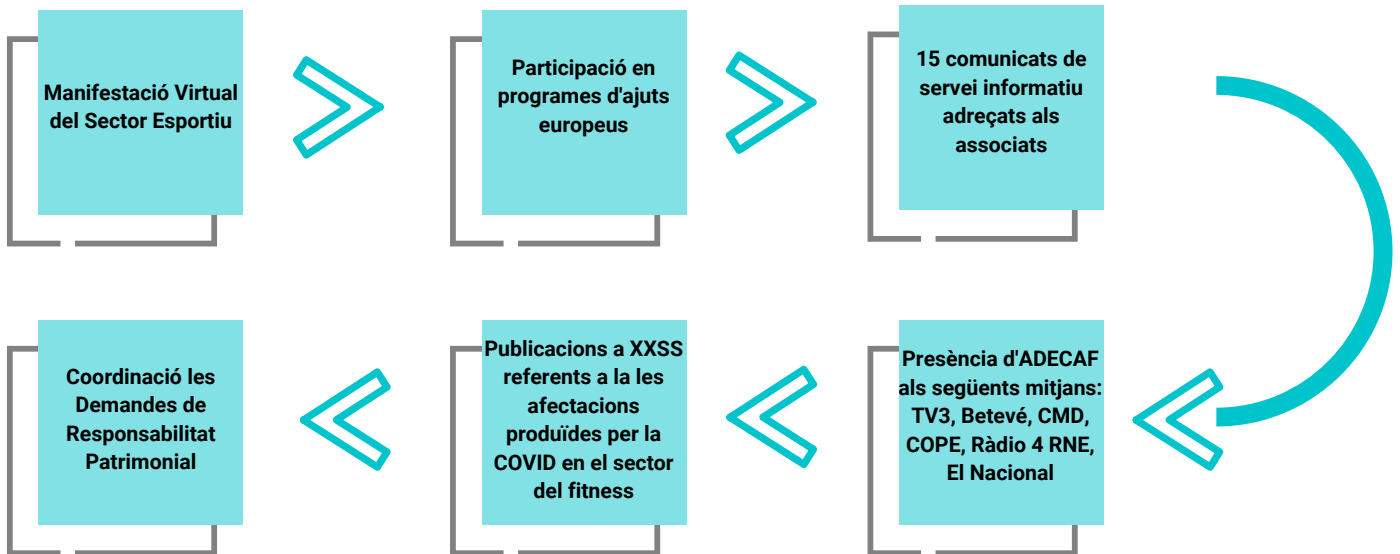 Manifestació Virtual
del Sector Esportiu
Participació en
programes d'ajuts
europeus
15 comunicats de
servei informatiu
adreçats als
associats
Presència d'ADECAF
als següents mitjans:
TV3, Betevé, CMD,
COPE, Ràdio 4 RNE,
El Nacional
Publicacions a XXSS
referents a la les
afectacions
produïdes per la
COVID en el sector
del fitness
Coordinació les
Demandes de
Responsabilitat
Patrimonial